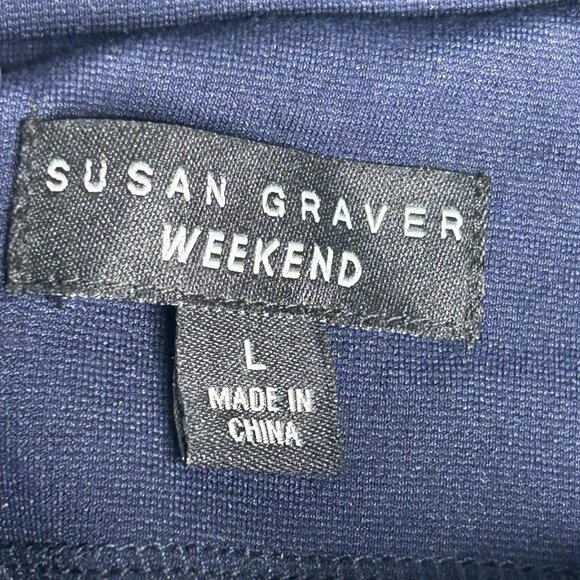 SUSAN GRAVER
WEEKEND
L
MADE IN
CHINA